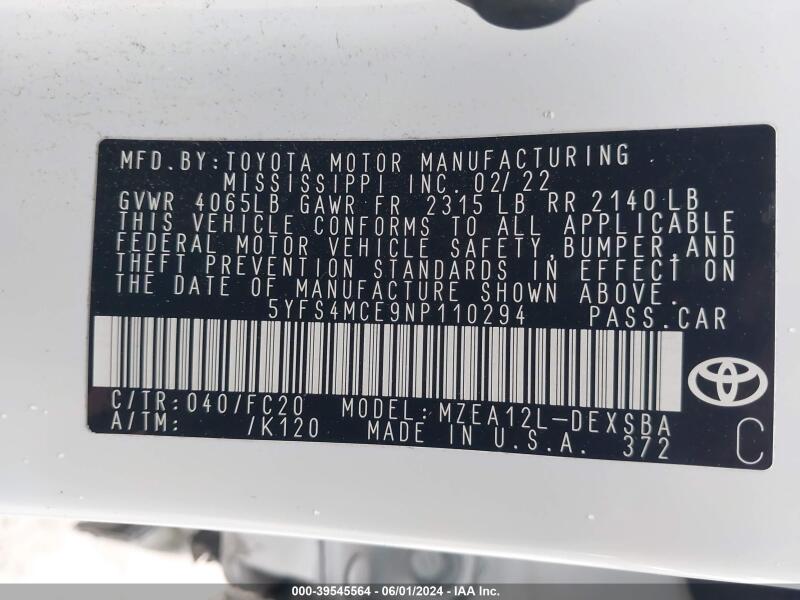 MFD.BY:TOYOTA MOTOR MANUFACTURING
MISSISSIPPI INC. 02/22
GVWR 4065LB GAWR FR 2315 LB RR 2140 LB
THIS VEHICLE CONFORMS TO ALL APPLICABLE
FEDERAL MOTOR VEHICLE SAFETY,BUMPER,AND
THEFT PREVENTION STANDARDS IN EFFECT ON
THE DATE OF MANUFACTURE SHOWN ABOVE.
5YFS4MCE9NP110294 PASS.CAR
C/TR:040/FC20 MODEL:MZEA12L-DEXSBA
A/TM: /K120 MADE IN U.S.A. 372
C
000-39545564 | 06/01/2024 | IAA Inc.